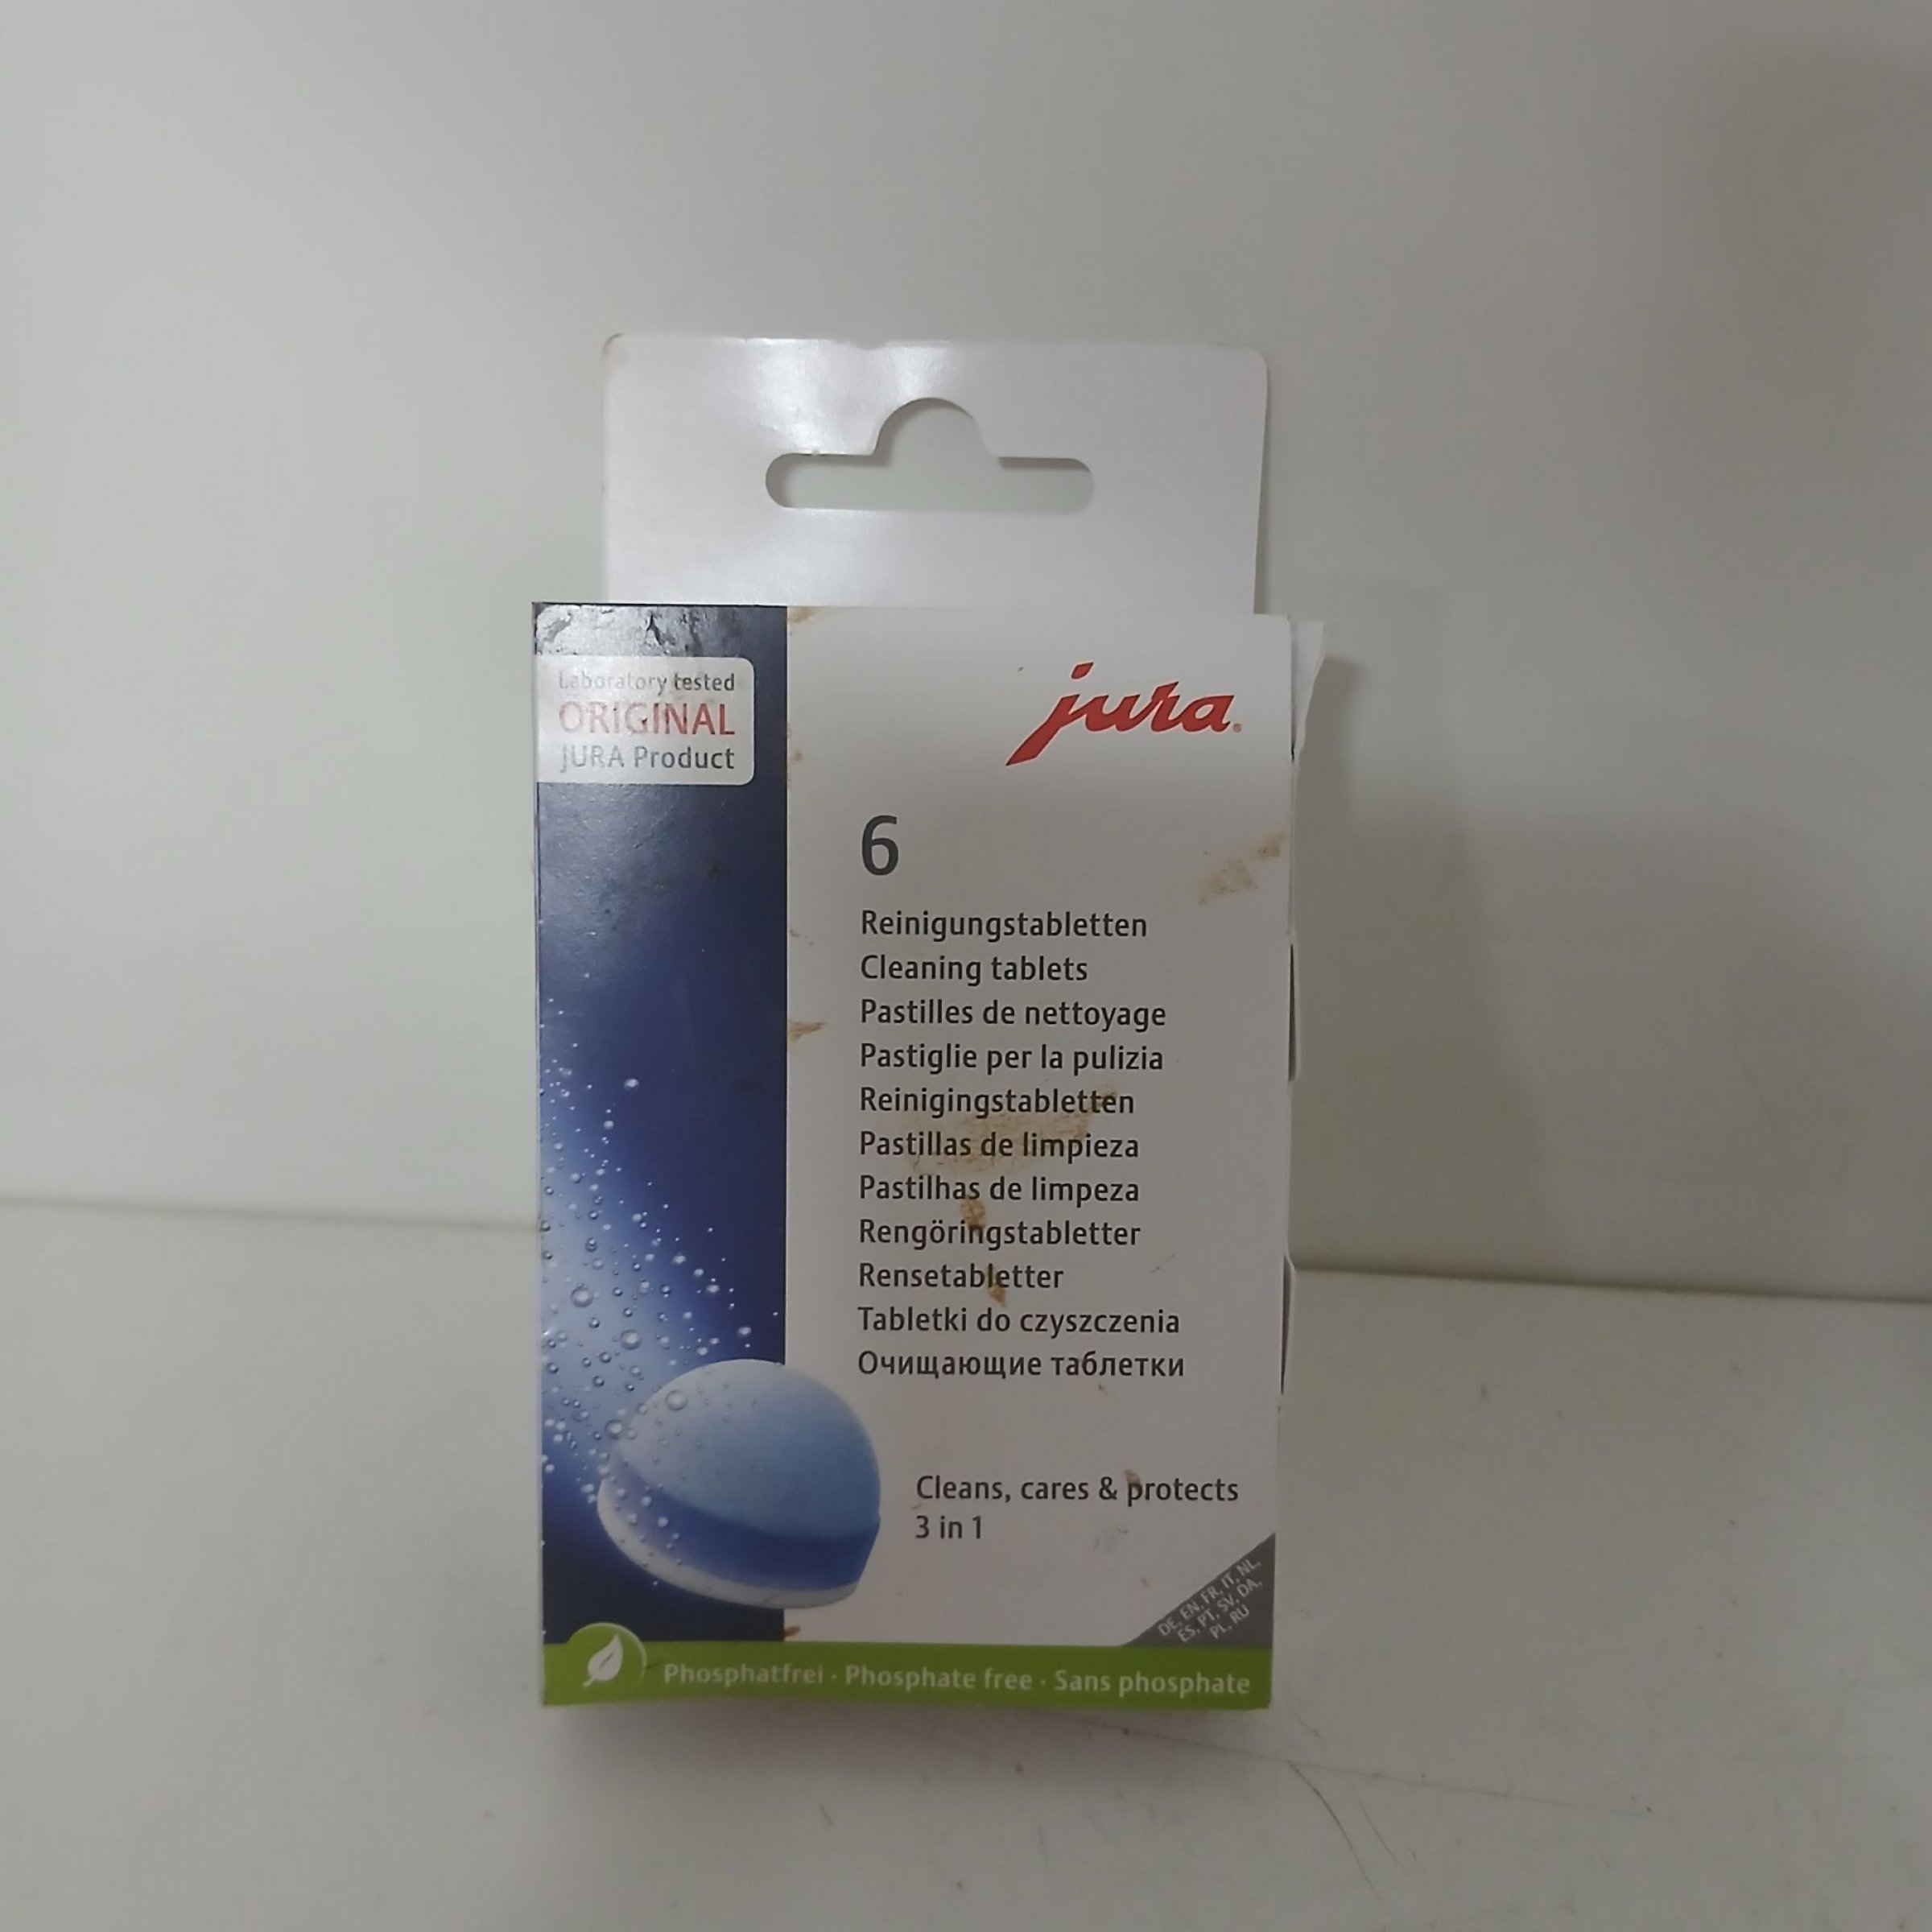 Laboratory tested
ORIGINAL
JURA Product
jura
6
Reinigungstabletten
Cleaning tablets
Pastilles de nettoyage
Pastiglie per la pulizia
Reinigingstabletten
Pastillas de limpieza
Pastilhas de limpeza
Rengöringstabletter
Rensetabletter
Tabletki do czyszczenia
Очищающие таблетки
Cleans, cares & protects
3 in 1
DE, EN, FR, IT, NL,
ES, PT, SV, DA,
PL, RU
Phosphatfrei · Phosphate free · Sans phosphate